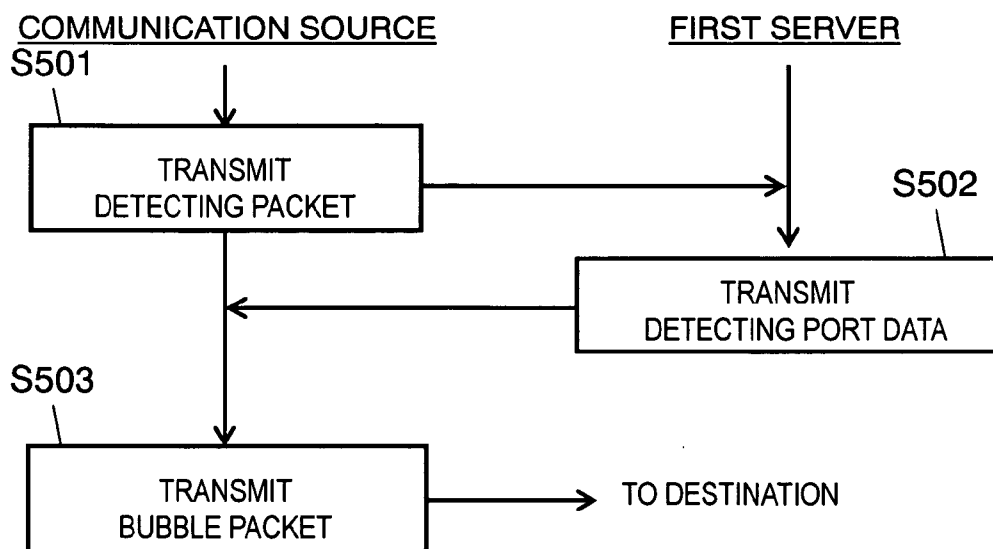 COMMUNICATION SOURCE
FIRST SERVER
S501
TRANSMIT
DETECTING PACKET
S502
TRANSMIT
DETECTING PORT DATA
S503
TRANSMIT
BUBBLE PACKET
TO DESTINATION